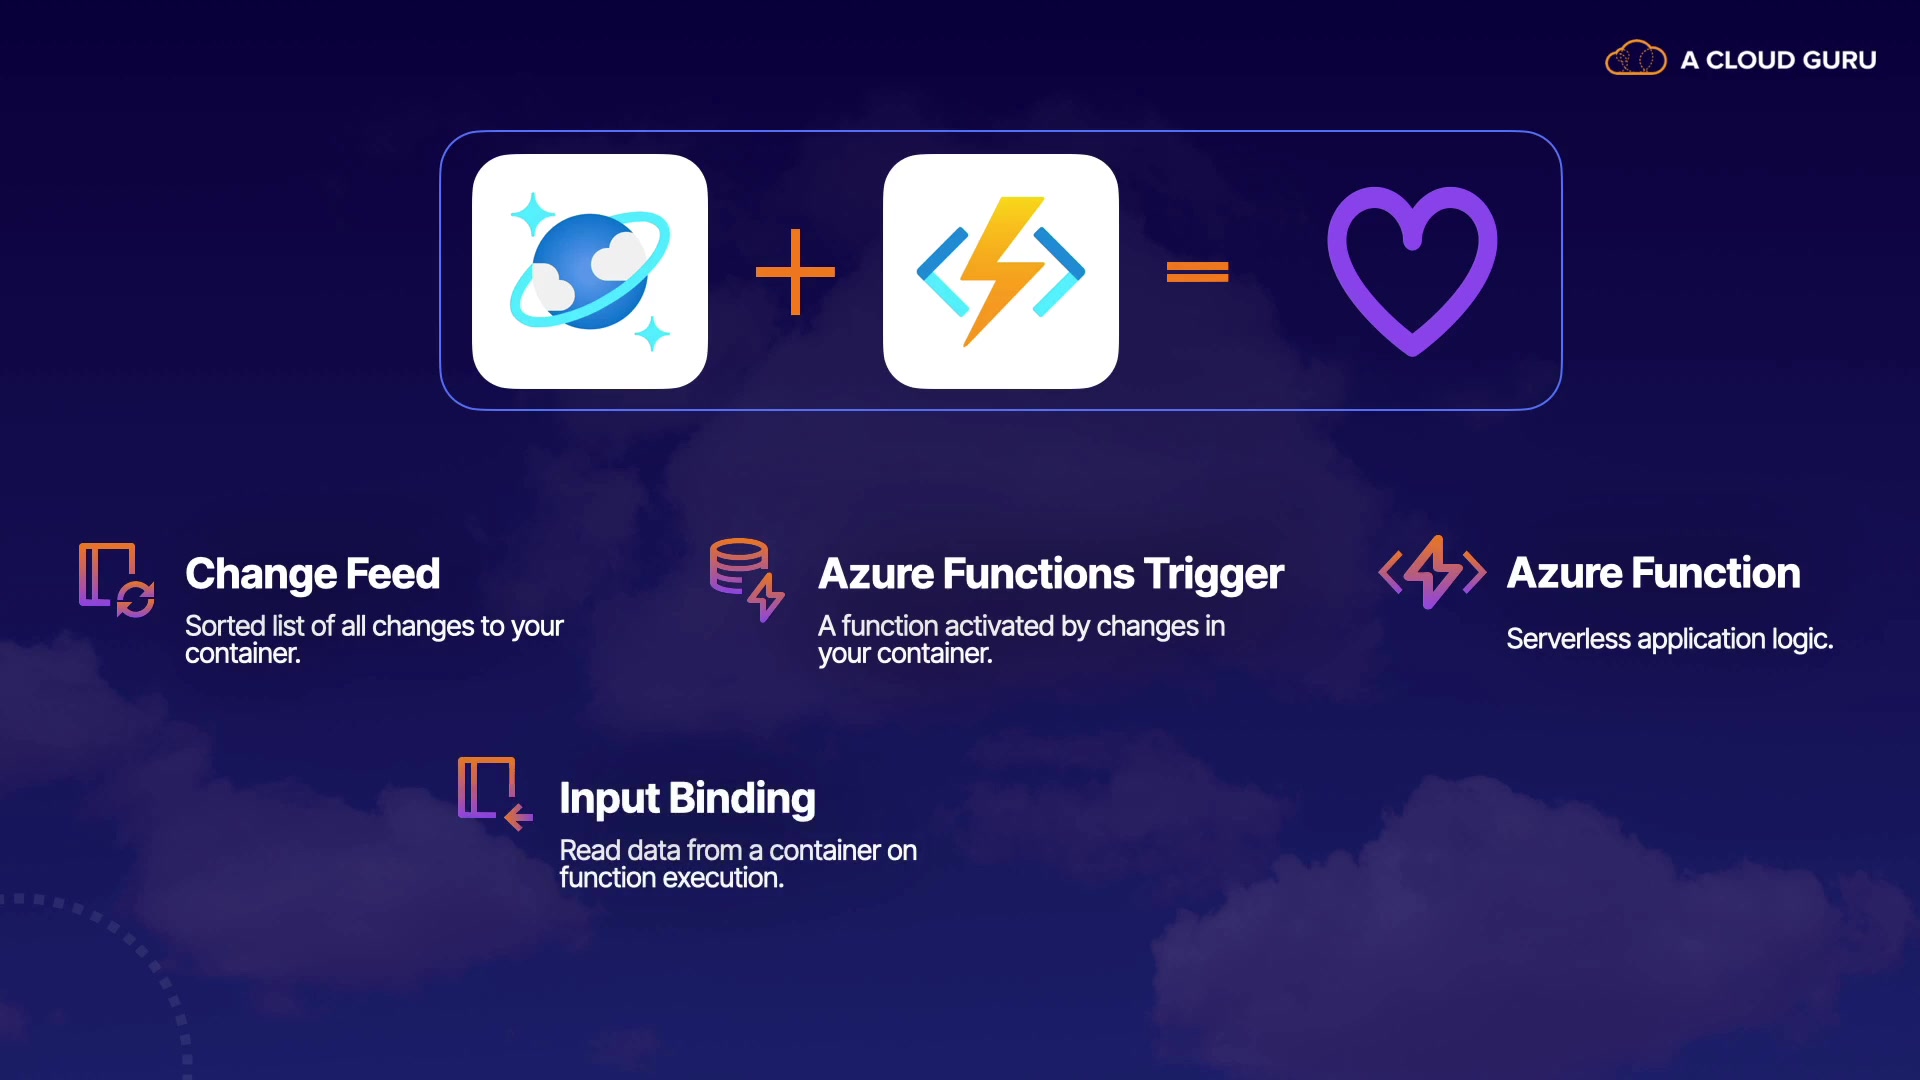 A CLOUD GURU
Change Feed
Sorted list of all changes to your
container.
Azure Functions Trigger
A function activated by changes in
your container.
Azure Function
Serverless application logic.
Input Binding
Read data from a container on
function execution.